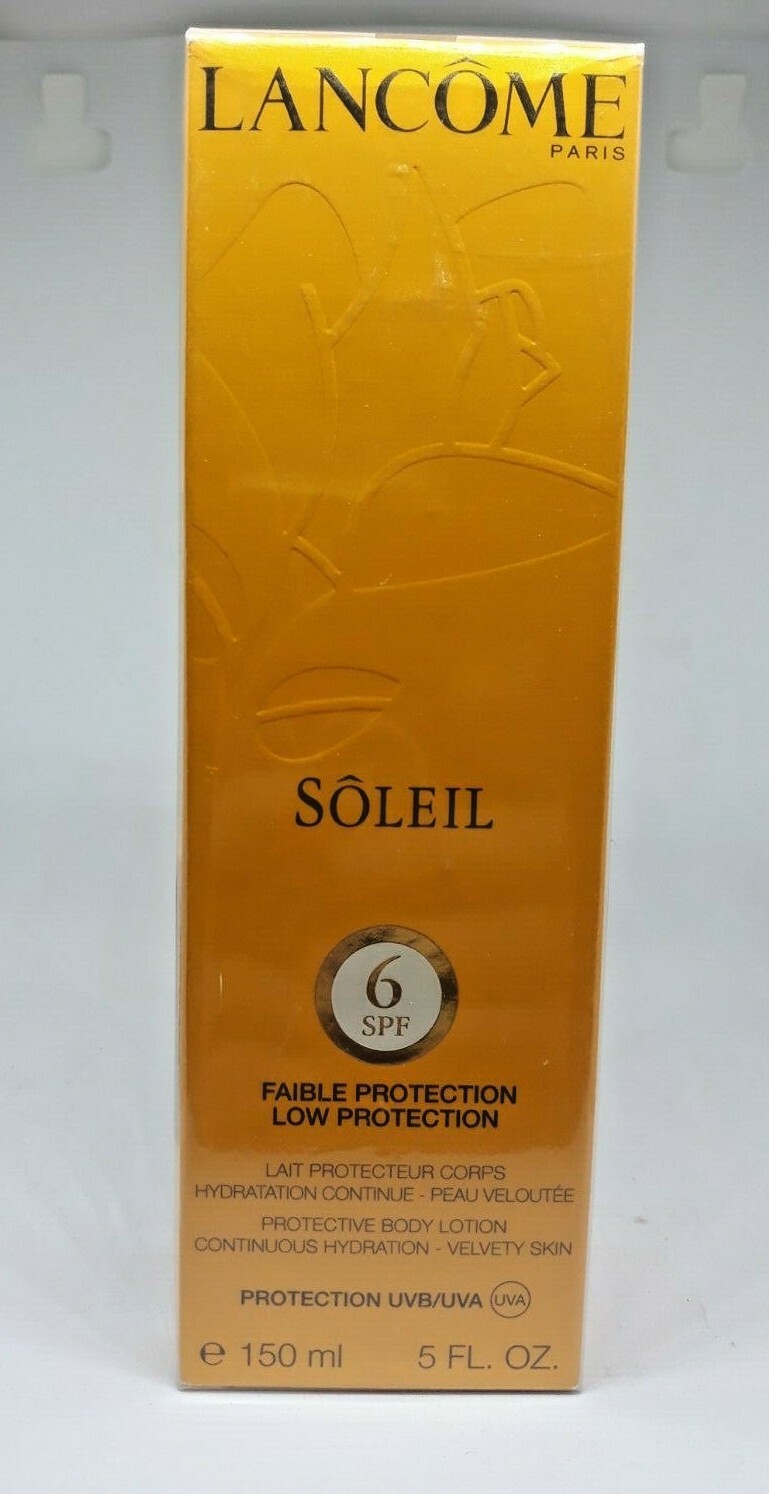 LANCÔME
PARIS
SÔLEIL
6
SPF
FAIBLE PROTECTION
LOW PROTECTION
LAIT PROTECTEUR CORPS
HYDRATATION CONTINUE - PEAU VELOUTÉE
PROTECTIVE BODY LOTION
CONTINUOUS HYDRATION - VELVETY SKIN
PROTECTION UVB/UVA UVA
℮ 150 ml 5 FL. OZ.